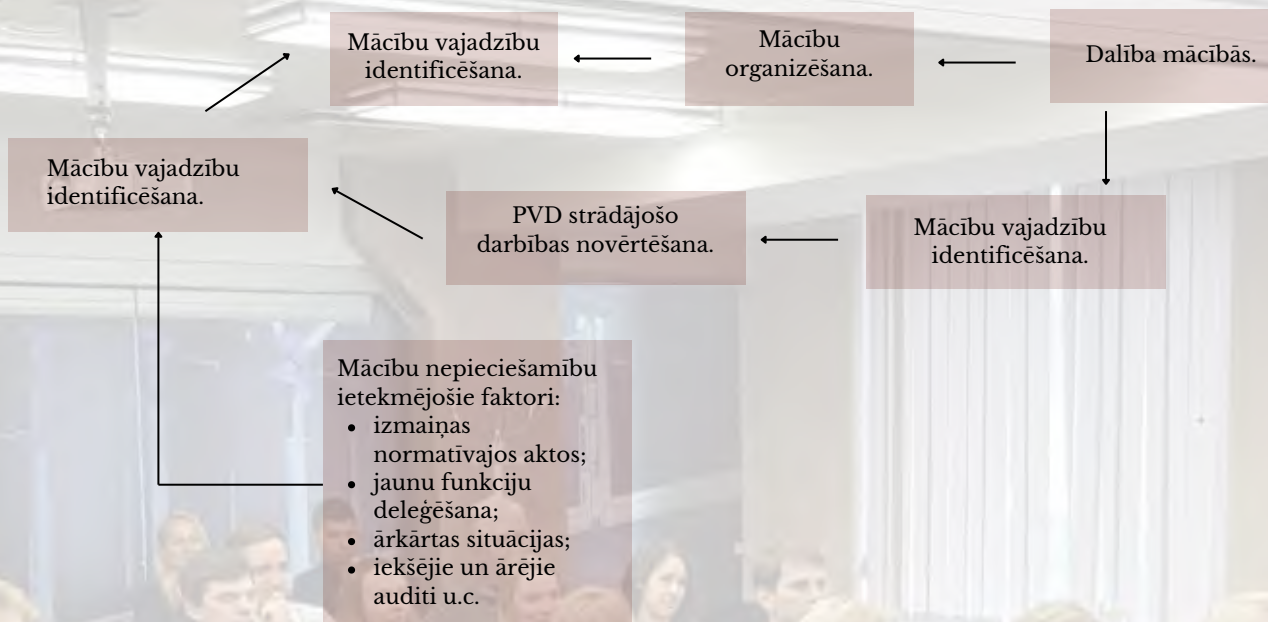 Mācību vajadzību
identificēšana.
Mācību
organizēšana.
Dalība mācībās.
Mācību vajadzību
identificēšana.
PVD strādājošo
darbības novērtēšana.
Mācību vajadzību
identificēšana.
Mācību nepieciešamību
ietekmējošie faktori:
• izmaiņas
normatīvajos aktos;
• jaunu funkciju
deleģēšana;
• ārkārtas situācijas;
• iekšējie un ārējie
auditi u.c.